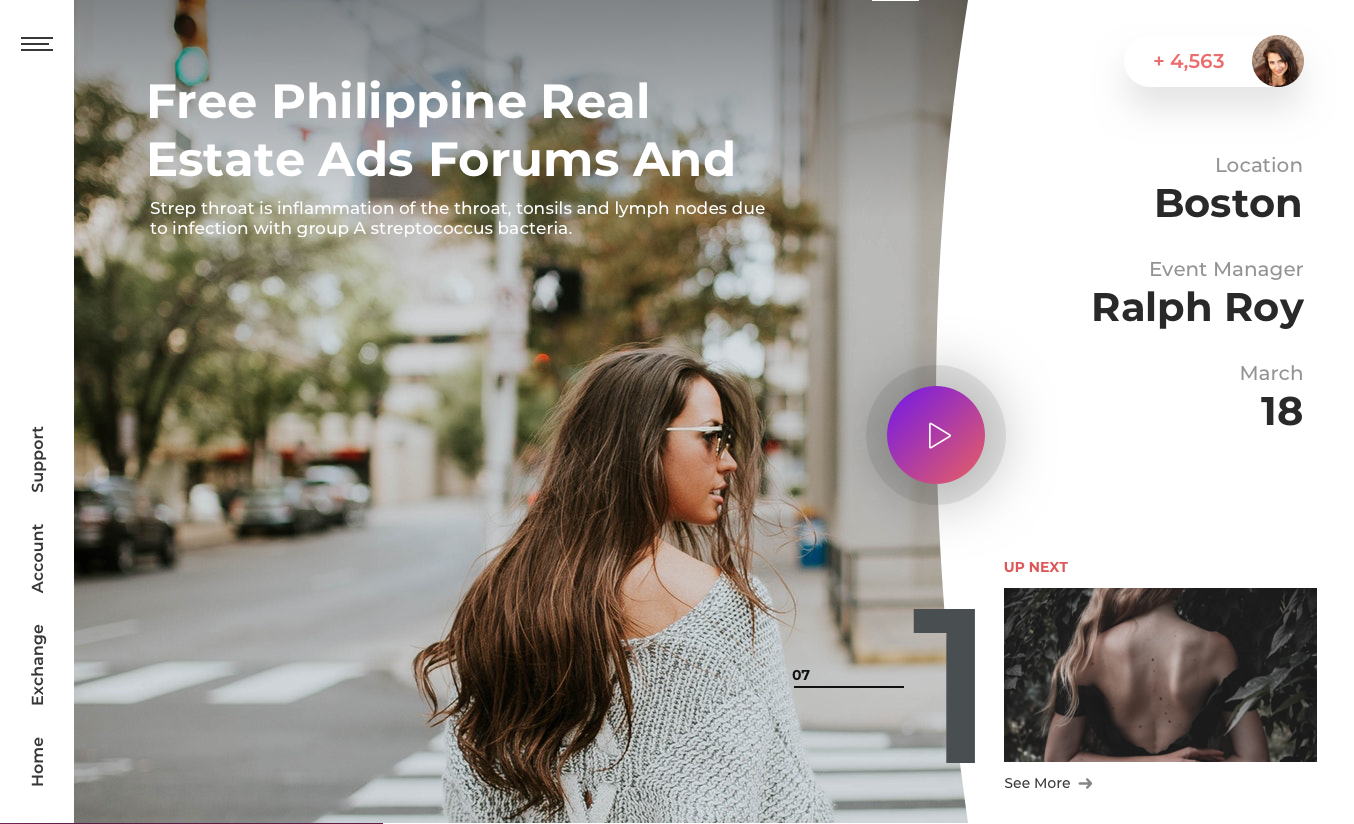 Free Philippine Real
Estate Ads Forums And
Strep throat is inflammation of the throat, tonsils and lymph nodes due
to infection with group A streptococcus bacteria.
+ 4,563
Location
Boston
Event Manager
Ralph Roy
March
18
Support
Account
Exchange
Home
07
1
UP NEXT
See More